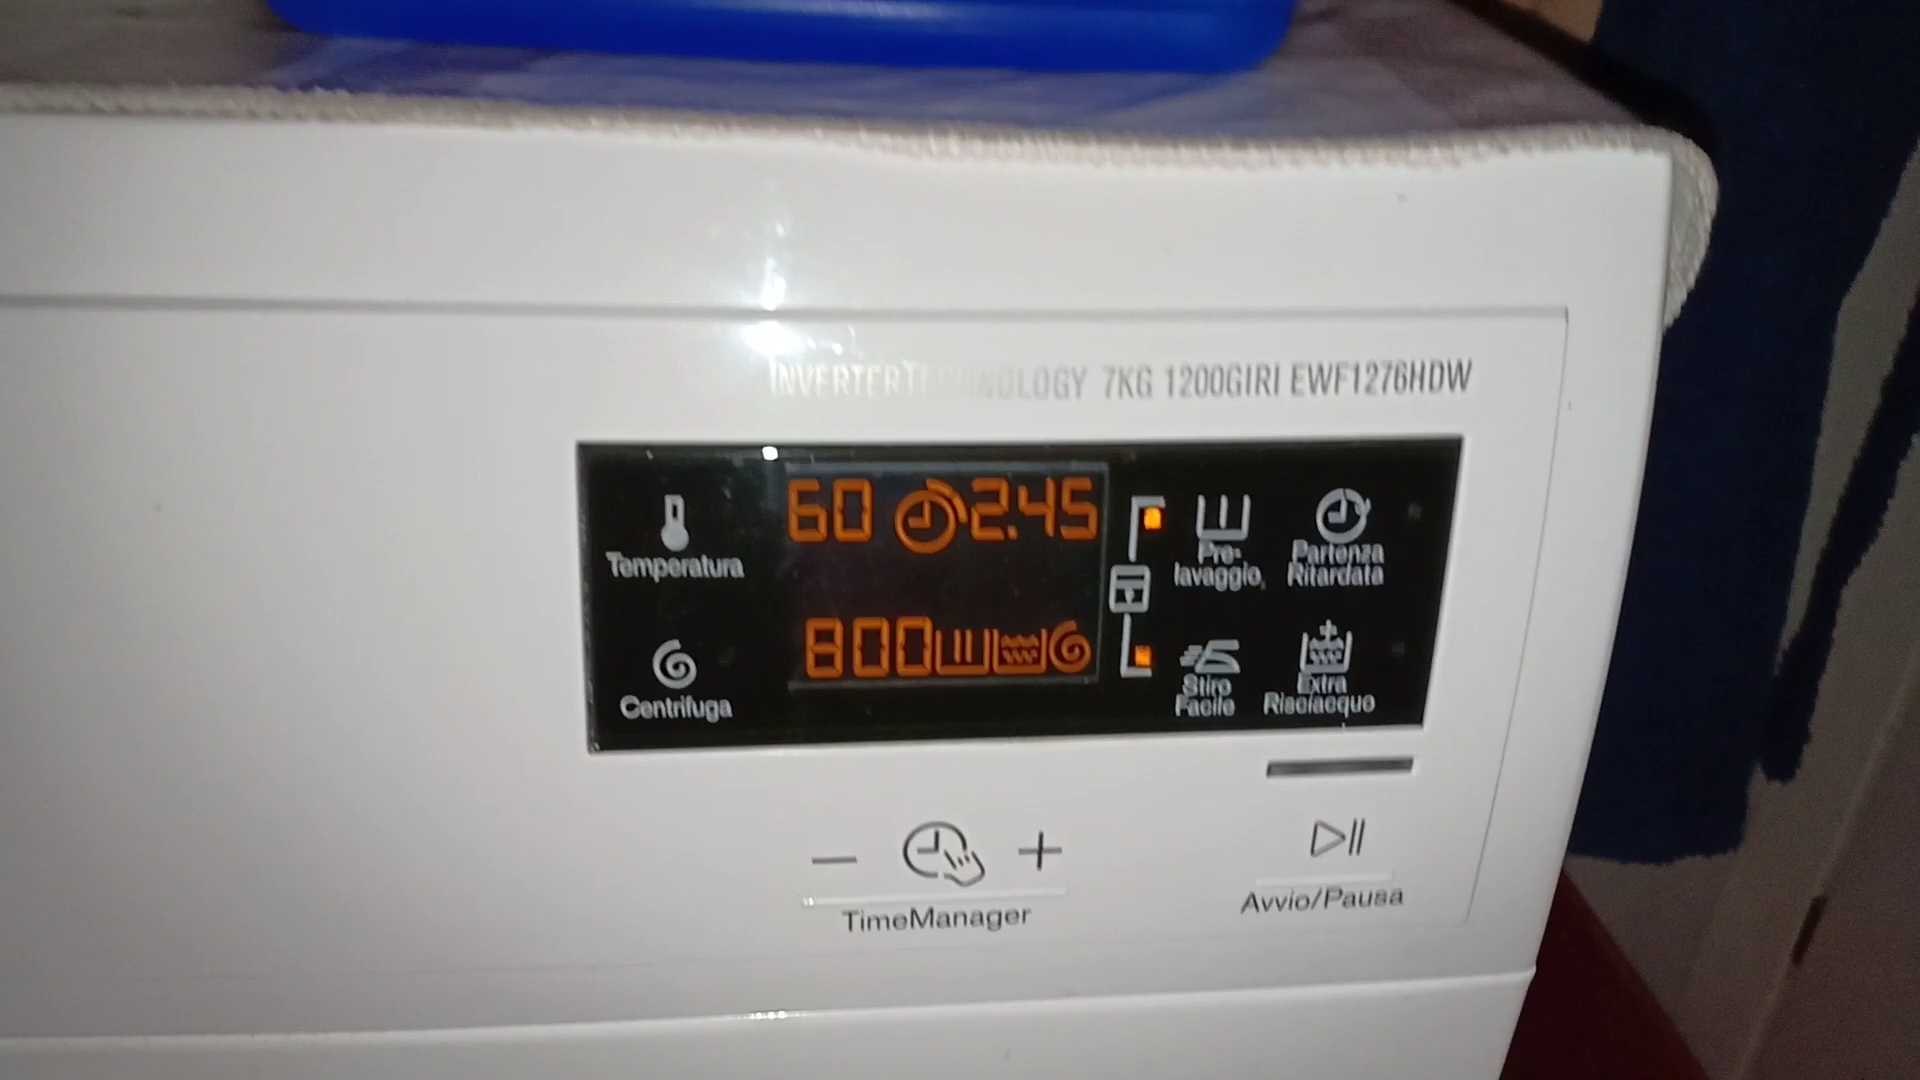 INVERTERTECHNOLOGY 7KG 1200GIRI EWF1276HDW
60 2.45
Temperatura
Pre-lavaggio
Partenza Ritardata
800
Centrifuga
Stiro Facile
Extra Risciacquo
TimeManager
Avvio/Pausa